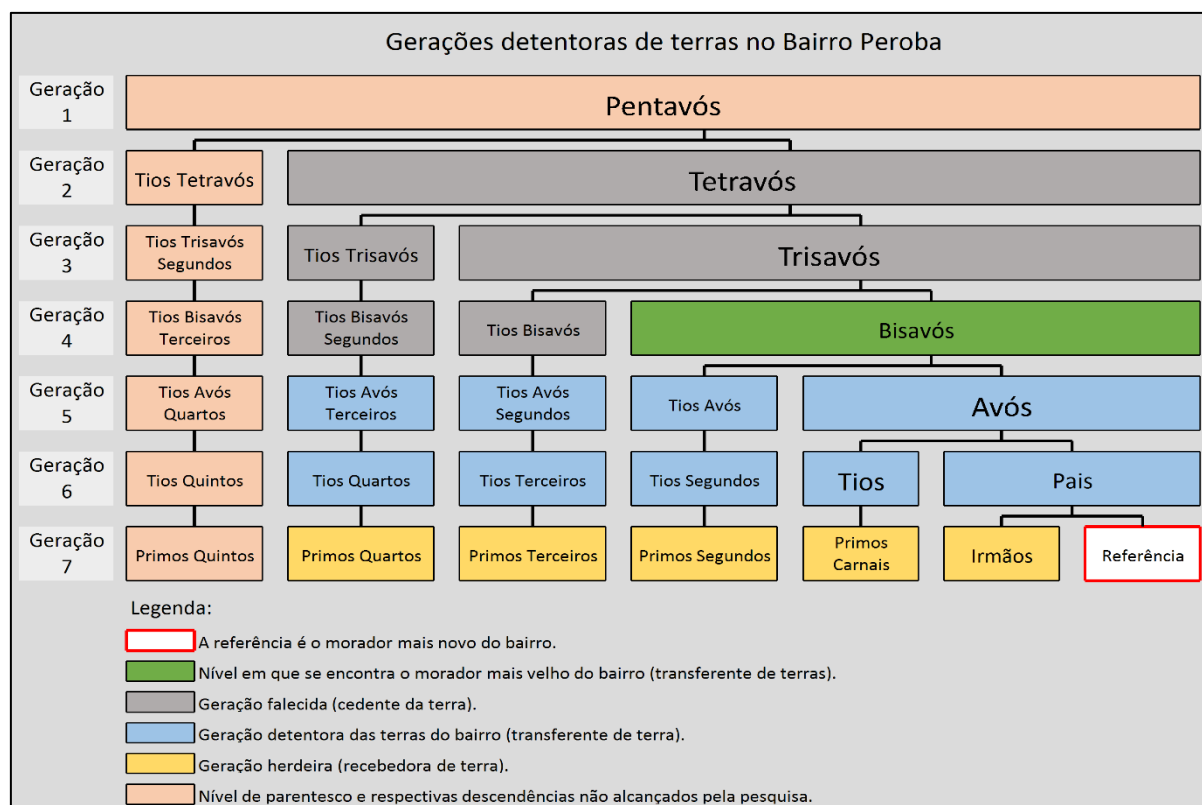 Gerações detentoras de terras no Bairro Peroba
Geração
1
Pentavós
Geração
2
Tios Tetravós
Tetravós
Geração
3
Tios Trisavós
Segundos
Tios Trisavós
Trisavós
Geração
4
Tios Bisavós
Terceiros
Tios Bisavós
Segundos
Tios Bisavós
Bisavós
Geração
5
Tios Avós
Quartos
Tios Avós
Terceiros
Tios Avós
Segundos
Tios Avós
Avós
Geração
6
Tios Quintos
Tios Quartos
Tios Terceiros
Tios Segundos
Tios
Pais
Geração
7
Primos Quintos
Primos Quartos
Primos Terceiros
Primos Segundos
Primos
Carnais
Irmãos
Referência
Legenda:
A referência é o morador mais novo do bairro.
Nível em que se encontra o morador mais velho do bairro (transferente de terras).
Geração falecida (cedente da terra).
Geração detentora das terras do bairro (transferente de terra).
Geração herdeira (recebedora de terra).
Nível de parentesco e respectivas descendências não alcançados pela pesquisa.